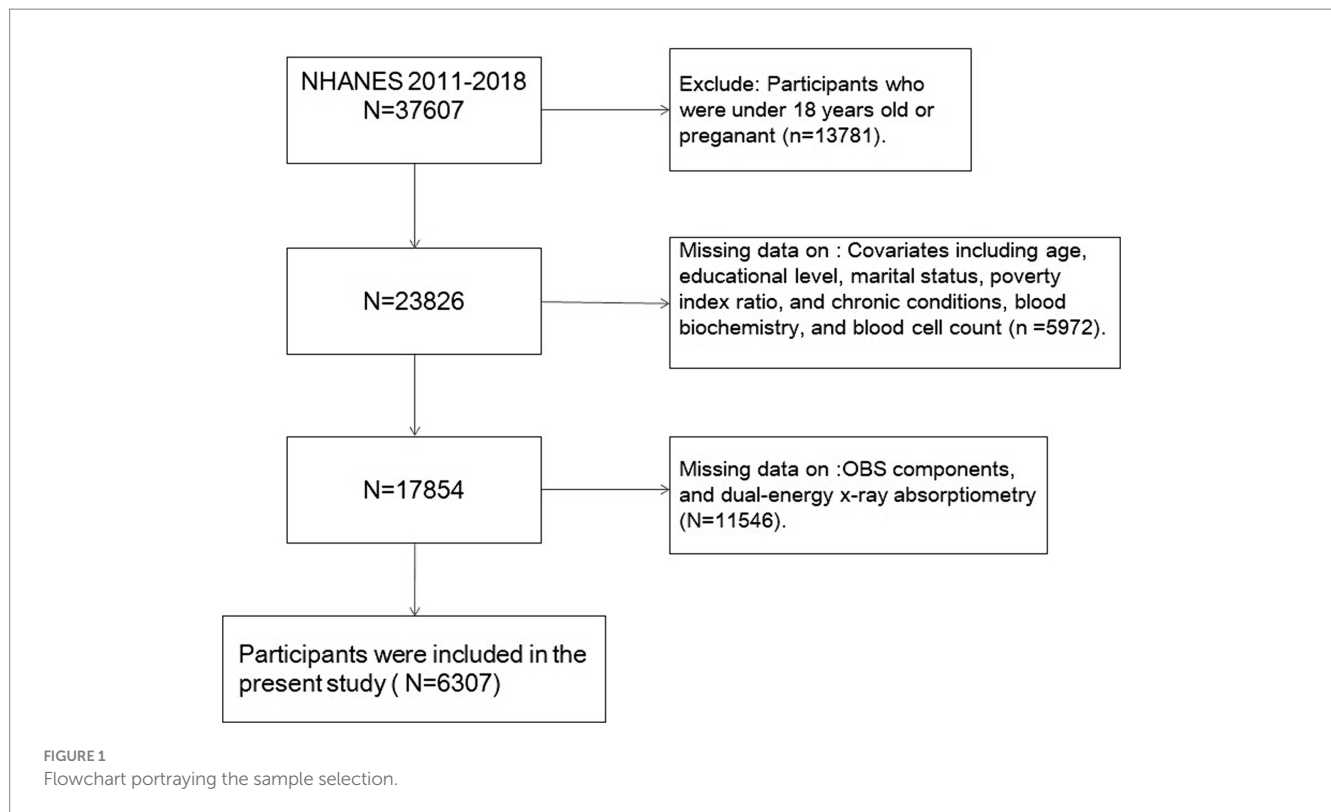 NHANES 2011-2018
N=37607
Exclude: Participants who
were under 18 years old or
preganant (n=13781).
N=23826
Missing data on : Covariates including age,
educational level, marital status, poverty
index ratio, and chronic conditions, blood
biochemistry, and blood cell count (n =5972).
N=17854
Missing data on :OBS components,
and dual-energy x-ray absorptiometry
(N=11546).
Participants were included in the
present study ( N=6307)
FIGURE 1
Flowchart portraying the sample selection.